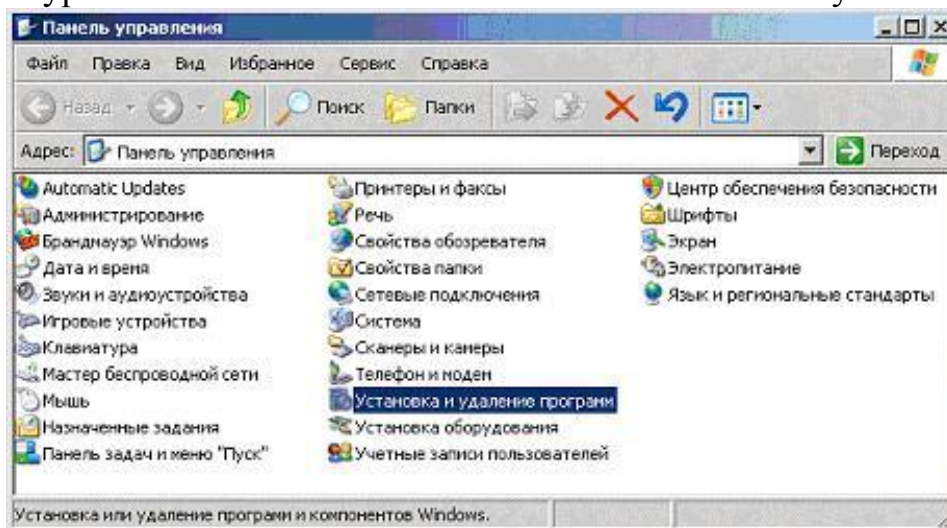 Панель управления
Файл Правка Вид Избранное Сервис Справка
Назад Поиск Папки
Адрес: Панель управления Переход
Automatic Updates
Администрирование
Брандмауэр Windows
Дата и время
Звуки и аудиоустройства
Игровые устройства
Клавиатура
Мастер беспроводной сети
Мышь
Назначенные задания
Панель задач и меню "Пуск"
Принтеры и факсы
Речь
Свойства обозревателя
Свойства папки
Сетевые подключения
Система
Сканеры и камеры
Телефон и модем
Установка и удаление программ
Установка оборудования
Учетные записи пользователей
Центр обеспечения безопасности
Шрифты
Экран
Электропитание
Язык и региональные стандарты
Установка или удаление программ и компонентов Windows.